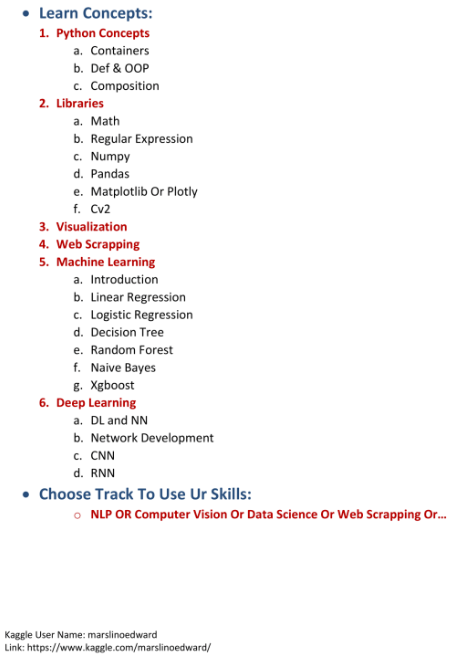 • Learn Concepts:
1. Python Concepts
a. Containers
b. Def & OOP
c. Composition
2. Libraries
a. Math
b. Regular Expression
c. Numpy
d. Pandas
e. Matplotlib Or Plotly
f. Cv2
3. Visualization
4. Web Scrapping
5. Machine Learning
a. Introduction
b. Linear Regression
c. Logistic Regression
d. Decision Tree
e. Random Forest
f. Naive Bayes
g. Xgboost
6. Deep Learning
a. DL and NN
b. Network Development
c. CNN
d. RNN
• Choose Track To Use Ur Skills:
o NLP OR Computer Vision Or Data Science Or Web Scrapping Or...
Kaggle User Name: marslinoedward
Link: https://www.kaggle.com/marslinoedward/